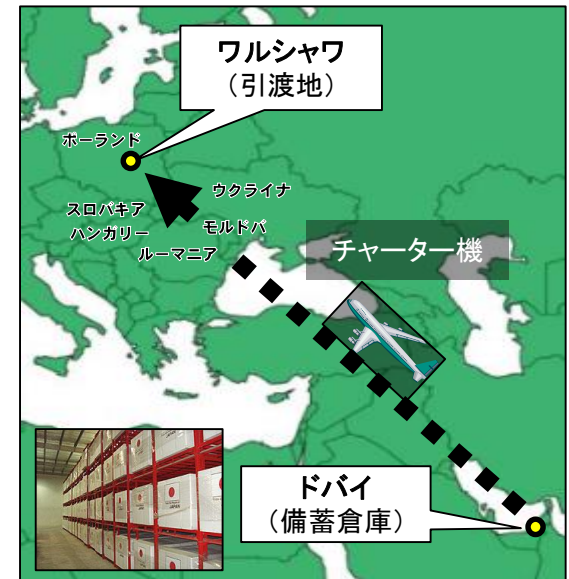 ワルシャワ
（引渡地）
ポーランド
ウクライナ
スロバキア
ハンガリー
モルドバ
ルーマニア
チャーター機
ドバイ
（備蓄倉庫）